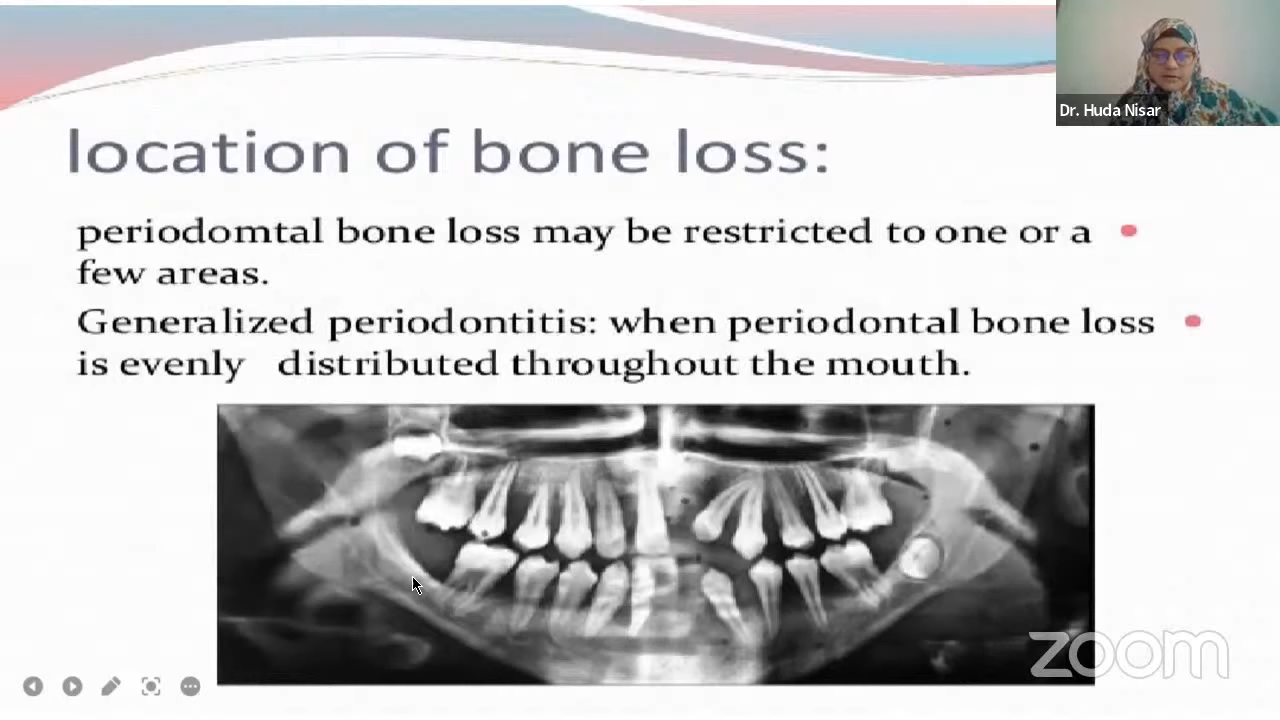 Dr. Huda Nisar
location of bone loss:
periodomtal bone loss may be restricted to one or a •
few areas.
Generalized periodontitis: when periodontal bone loss •
is evenly distributed throughout the mouth.
zoom